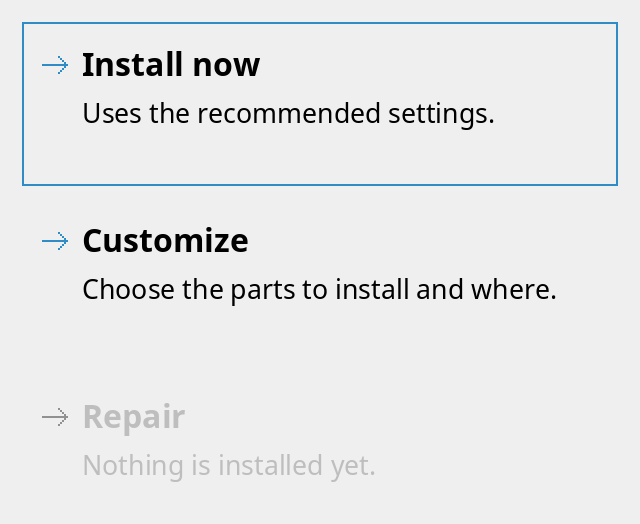 Install now
Uses the recommended settings.
Customize
Choose the parts to install and where.
Repair
Nothing is installed yet.